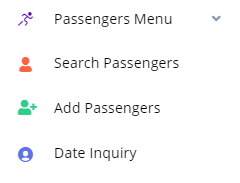 Passengers Menu
Search Passengers
Add Passengers
Date Inquiry